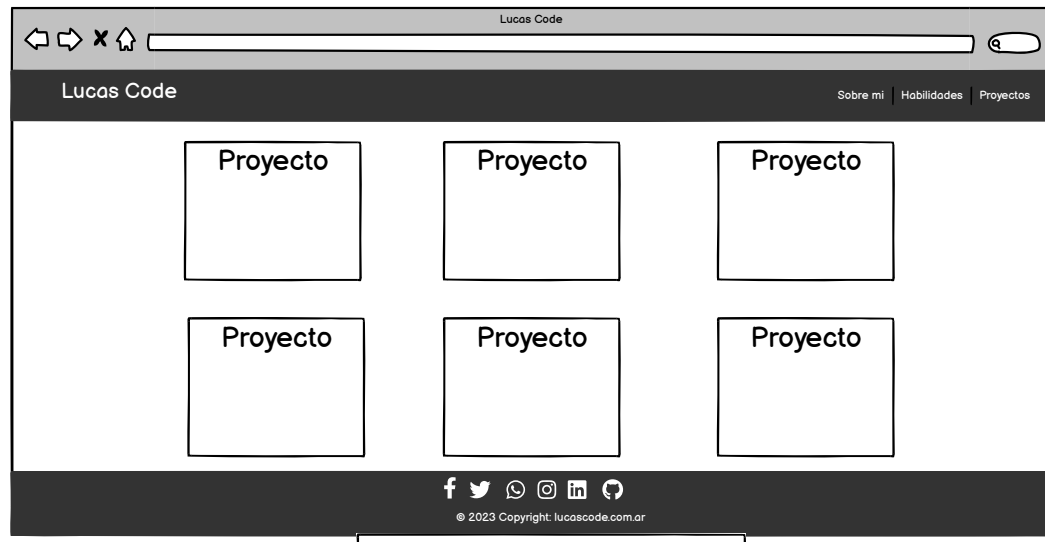 Lucas Code
Lucas Code
Sobre mi
Habilidades
Proyectos
Proyecto
Proyecto
Proyecto
Proyecto
Proyecto
Proyecto
© 2023 Copyright: lucascode.com.ar